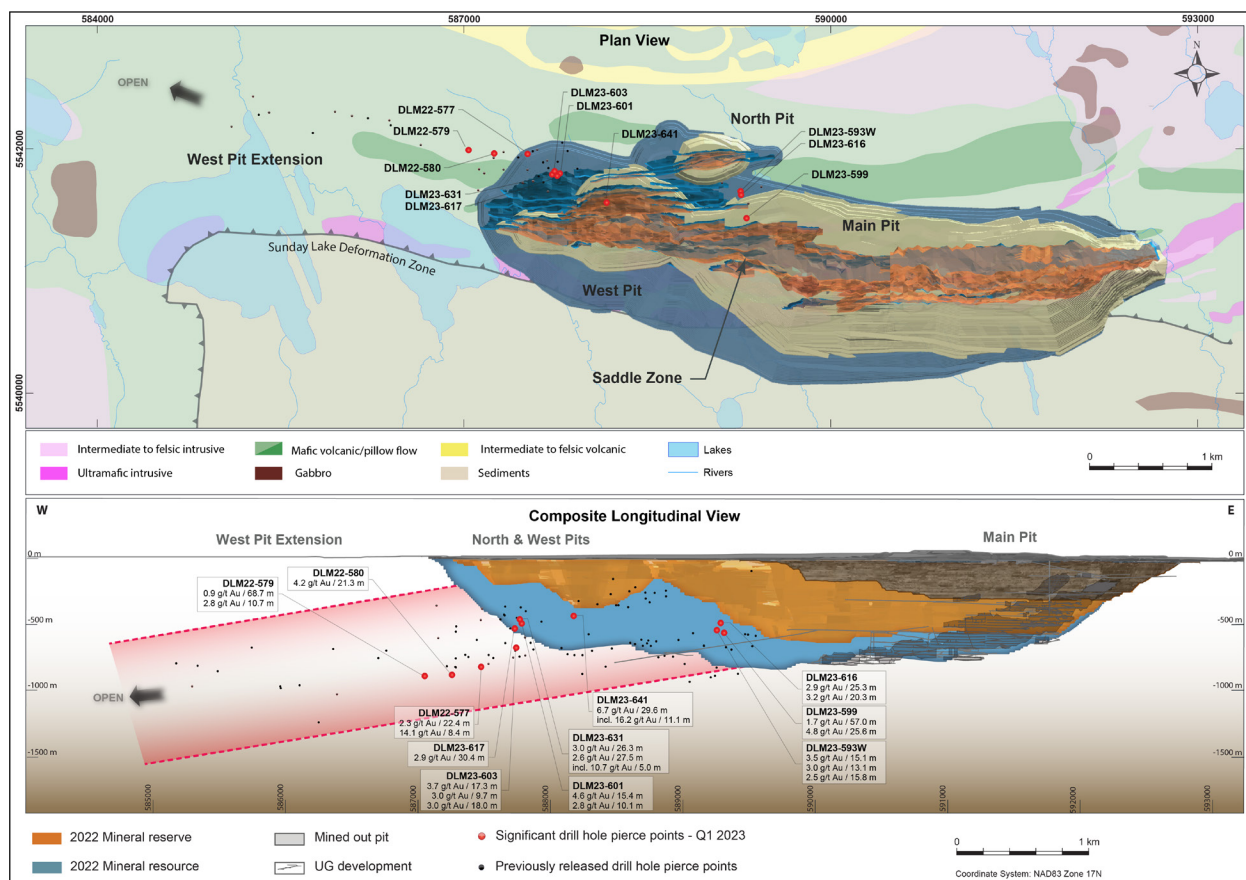 584000
587000
590000
593000
Plan View
N
OPEN
DLM22-577
DLM22-579
DLM22-580
DLM23-603
DLM23-601
DLM23-641
North Pit
DLM23-593W
DLM23-616
DLM23-599
5542000
West Pit Extension
DLM23-631
DLM23-617
Main Pit
Sunday Lake Deformation Zone
West Pit
Saddle Zone
5540000
Intermediate to felsic intrusive
Mafic volcanic/pillow flow
Intermediate to felsic volcanic
Lakes
Ultramafic intrusive
Gabbro
Sediments
Rivers
0 1 km
W
Composite Longitudinal View
E
West Pit Extension
North & West Pits
Main Pit
0 m
0 m
DLM22-579
0.9 g/t Au / 68.7 m
2.8 g/t Au / 10.7 m
DLM22-580
4.2 g/t Au / 21.3 m
-500 m
-500 m
OPEN
-1000 m
-1000 m
DLM22-577
2.3 g/t Au / 22.4 m
14.1 g/t Au / 8.4 m
DLM23-617
2.9 g/t Au / 30.4 m
DLM23-603
3.7 g/t Au / 17.3 m
3.0 g/t Au / 9.7 m
3.0 g/t Au / 18.0 m
DLM23-641
6.7 g/t Au / 29.6 m
incl. 16.2 g/t Au / 11.1 m
DLM23-631
3.0 g/t Au / 26.3 m
2.6 g/t Au / 27.5 m
incl. 10.7 g/t Au / 5.0 m
DLM23-601
4.6 g/t Au / 15.4 m
2.8 g/t Au / 10.1 m
DLM23-616
2.9 g/t Au / 25.3 m
3.2 g/t Au / 20.3 m
DLM23-599
1.7 g/t Au / 57.0 m
4.8 g/t Au / 25.6 m
DLM23-593W
3.5 g/t Au / 15.1 m
3.0 g/t Au / 13.1 m
2.5 g/t Au / 15.8 m
-1500 m
-1500 m
585000
586000
587000
588000
589000
590000
591000
592000
593000
2022 Mineral reserve
Mined out pit
Significant drill hole pierce points - Q1 2023
2022 Mineral resource
UG development
Previously released drill hole pierce points
0 1 km
Coordinate System: NAD83 Zone 17N